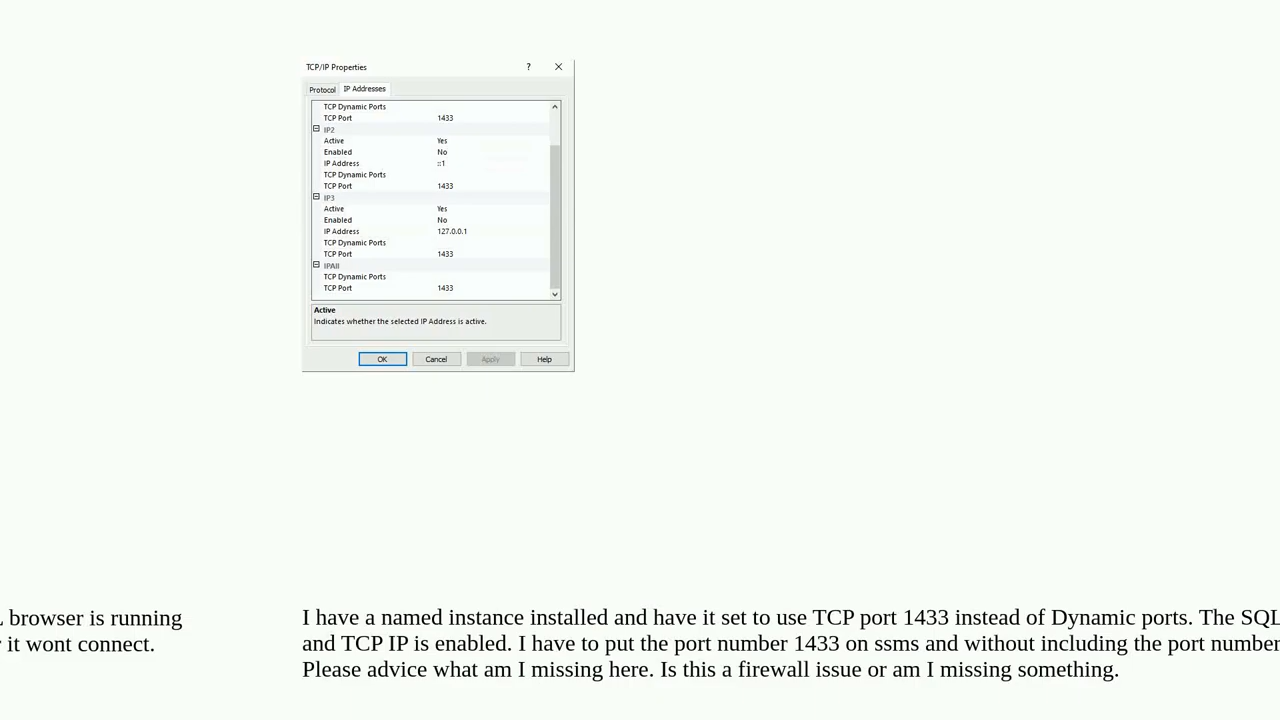 TCP/IP Properties ? ×
Protocol IP Addresses
TCP Dynamic Ports
TCP Port 1433
IP2
Active Yes
Enabled No
IP Address ::1
TCP Dynamic Ports
TCP Port 1433
IP3
Active Yes
Enabled No
IP Address 127.0.0.1
TCP Dynamic Ports
TCP Port 1433
IPAll
TCP Dynamic Ports
TCP Port 1433
Active
Indicates whether the selected IP Address is active.
OK Cancel Apply Help
L browser is running
r it wont connect.
I have a named instance installed and have it set to use TCP port 1433 instead of Dynamic ports. The SQL
and TCP IP is enabled. I have to put the port number 1433 on ssms and without including the port number
Please advice what am I missing here. Is this a firewall issue or am I missing something.